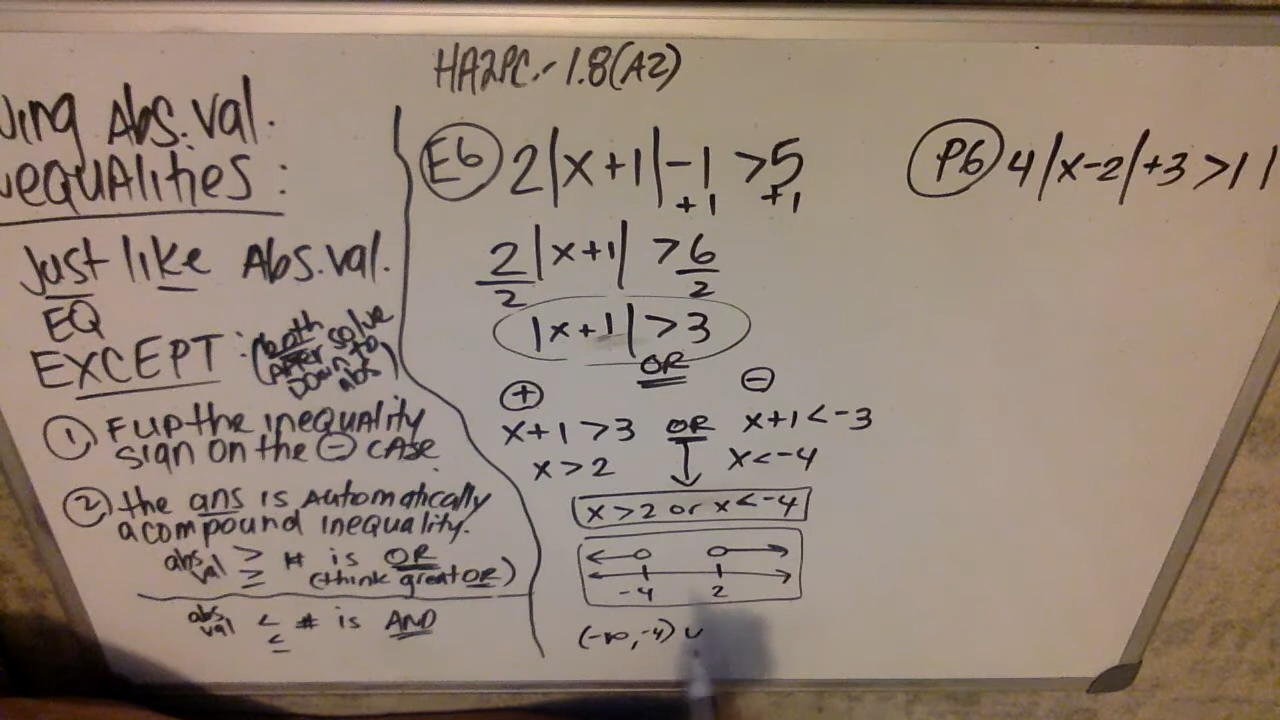 HA2PC - 1.8 (A2)
ving Abs. val.
nequalities:
Just like Abs. val.
EQ
EXCEPT: (both
after solve
down to
abs)
① Flip the inequality
sign on the ⊖ case.
② the ans is automatically
a compound inequality.
abs val > ≥ # is OR
(think greatOR)
abs val < ≤ # is AND
E6 2|x+1| -1 > 5
+1 +1
2|x+1| > 6
2 2
|x+1| > 3
OR
⊕ ⊖
x+1>3 OR x+1<-3
x>2 x<-4
x>2 or x<-4
-4 2
(-∞,-4) ∪
P6 4|x-2|+3>11